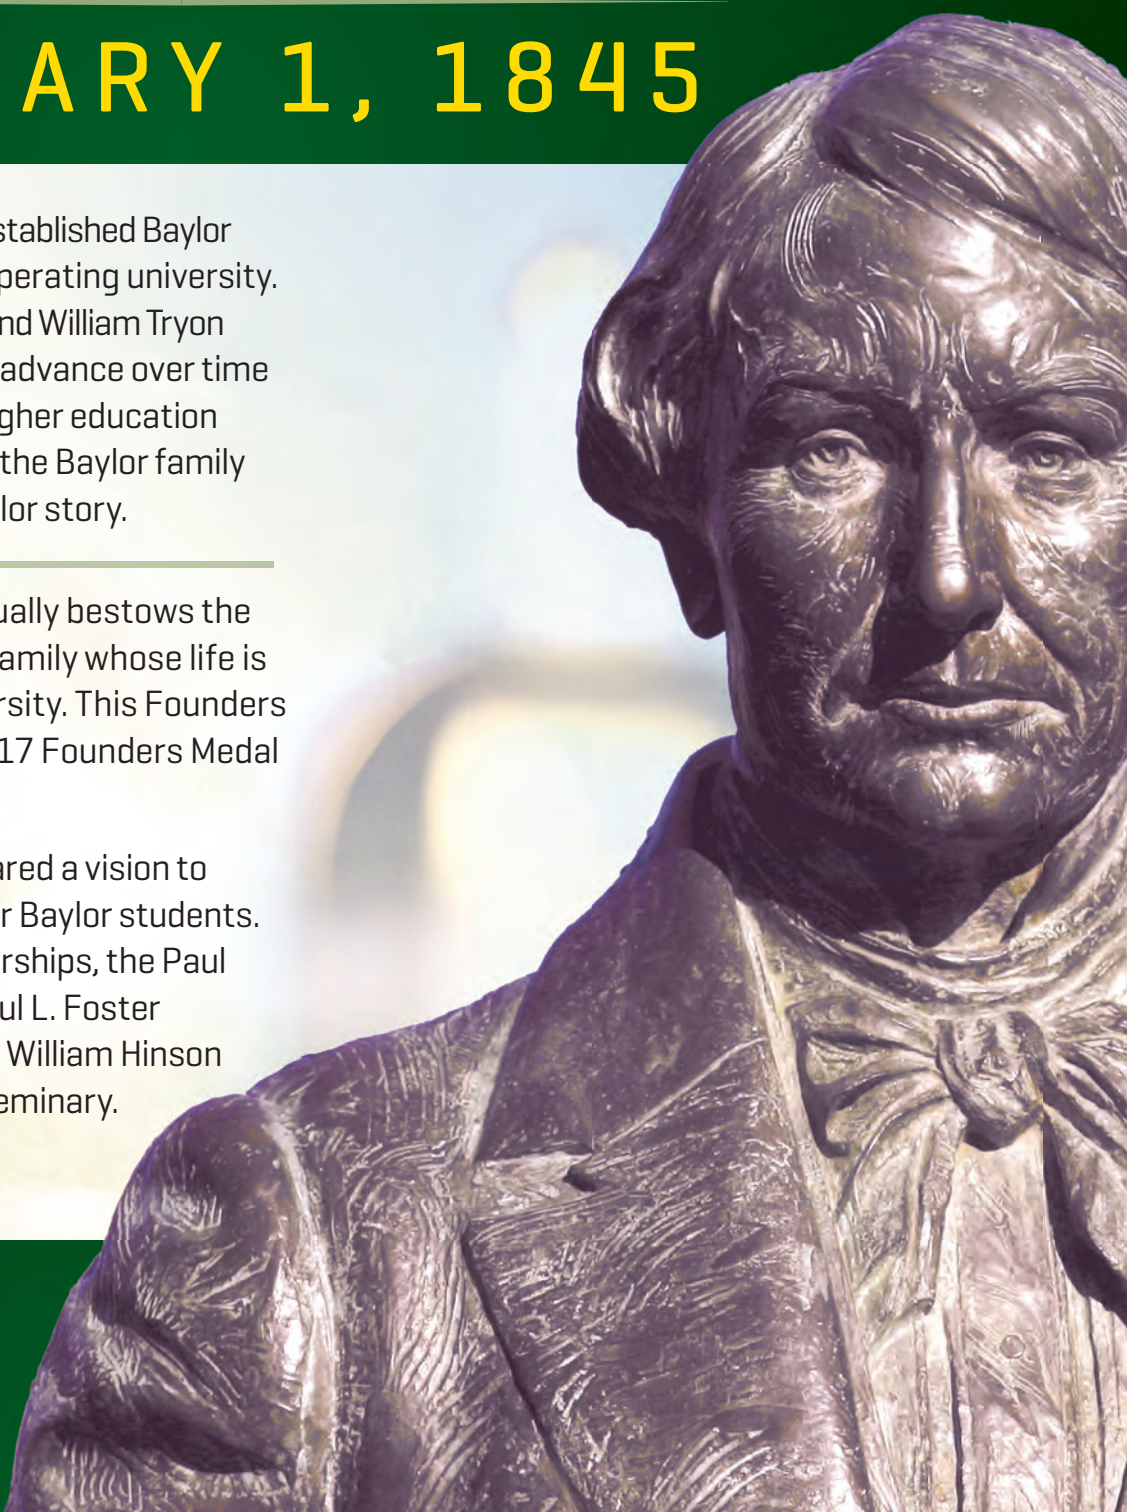 ARY 1, 1845
stablished Baylor
perating university.
nd William Tryon
advance over time
gher education
the Baylor family
lor story.
ually bestows the
amily whose life is
rsity. This Founders
17 Founders Medal
ared a vision to
r Baylor students.
rships, the Paul
ul L. Foster
William Hinson
eminary.